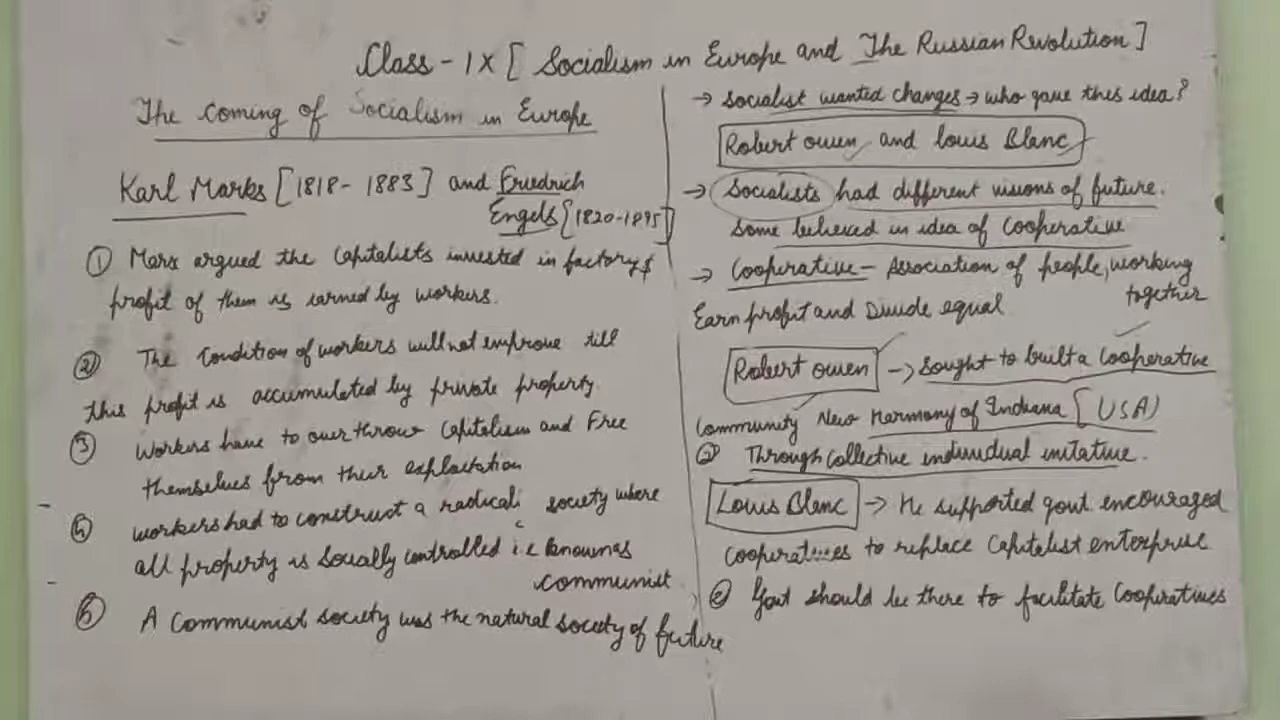 Class - IX [ Socialism in Europe and The Russian Revolution ]
The coming of Socialism in Europe
Karl Marks [1818 - 1883] and Friedrich
Engels [1820-1895]
① Marx argued the capitalists invested in factory &
profit of them is earned by workers.
② The condition of workers will not improve till
this profit is accumulated by private property.
③ Workers have to overthrow capitalism and Free
themselves from their exploitation
④ workers had to construct a radical society where
all property is socially controlled i.e known as
communist
⑤ A communist society was the natural society of future
→ Socialist wanted changes → who gave this idea?
Robert owen and louis Blanc
→ Socialists had different visions of future.
Some believed in idea of cooperative
→ Cooperative - Association of people, working
together
Earn profit and Divide equal
Robert owen → Sought to built a cooperative
Community New Harmony of Indiana [USA)
② Through collective individual initative.
Louis Blanc → He supported govt encouraged
cooperatives to replace capitalist enterprise
② Govt should be there to facilitate cooperatives